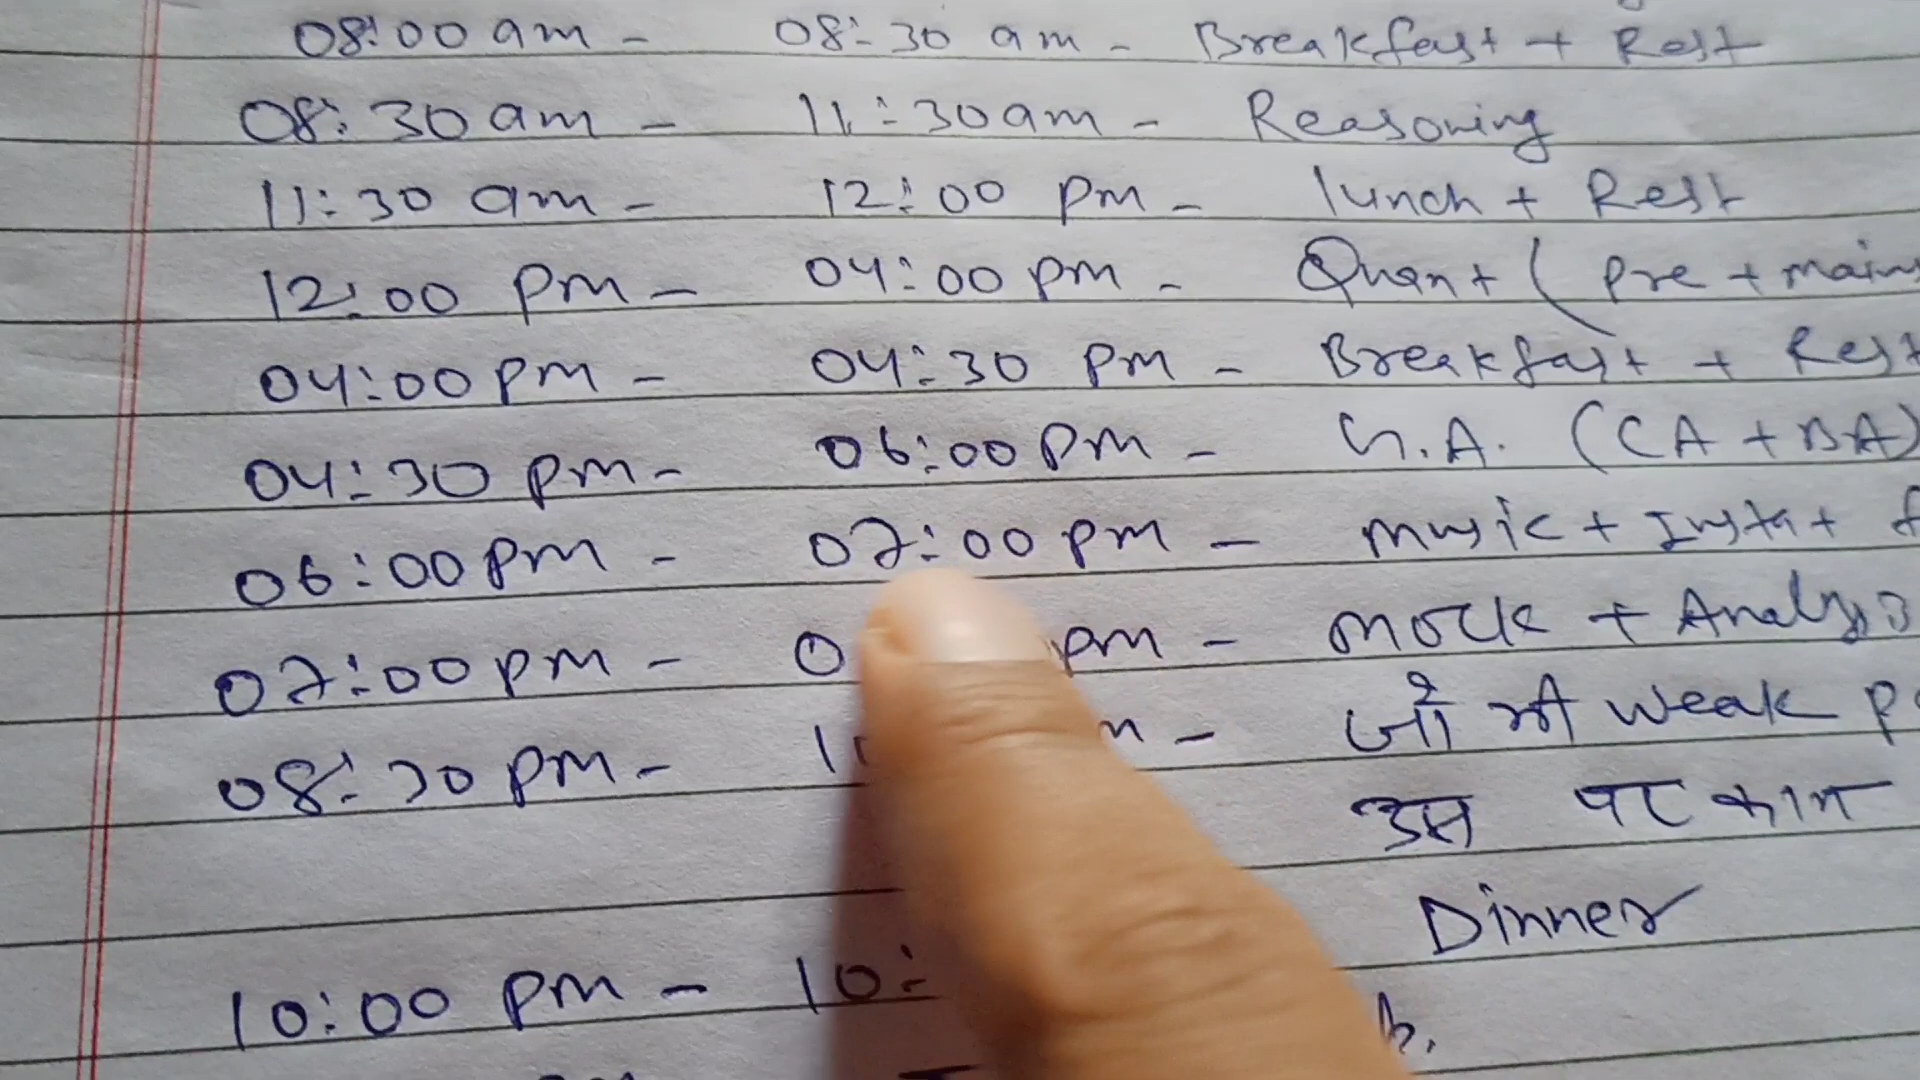 08:00 am - 08:30 am - Breakfast + Rest
08:30 am - 11:30 am - Reasoning
11:30 am - 12:00 pm - lunch + Rest
12:00 pm - 04:00 pm - Quant ( pre + mains
04:00 pm - 04:30 pm - Breakfast + Rest
04:30 pm - 06:00 pm - G.A. (CA + BA)
06:00 pm - 07:00 pm - music + Insta + f
07:00 pm - 0 pm - mock + Analysis
08:30 pm - - जो भी weak
उस पर काम
Dinner
10:00 pm - 10: